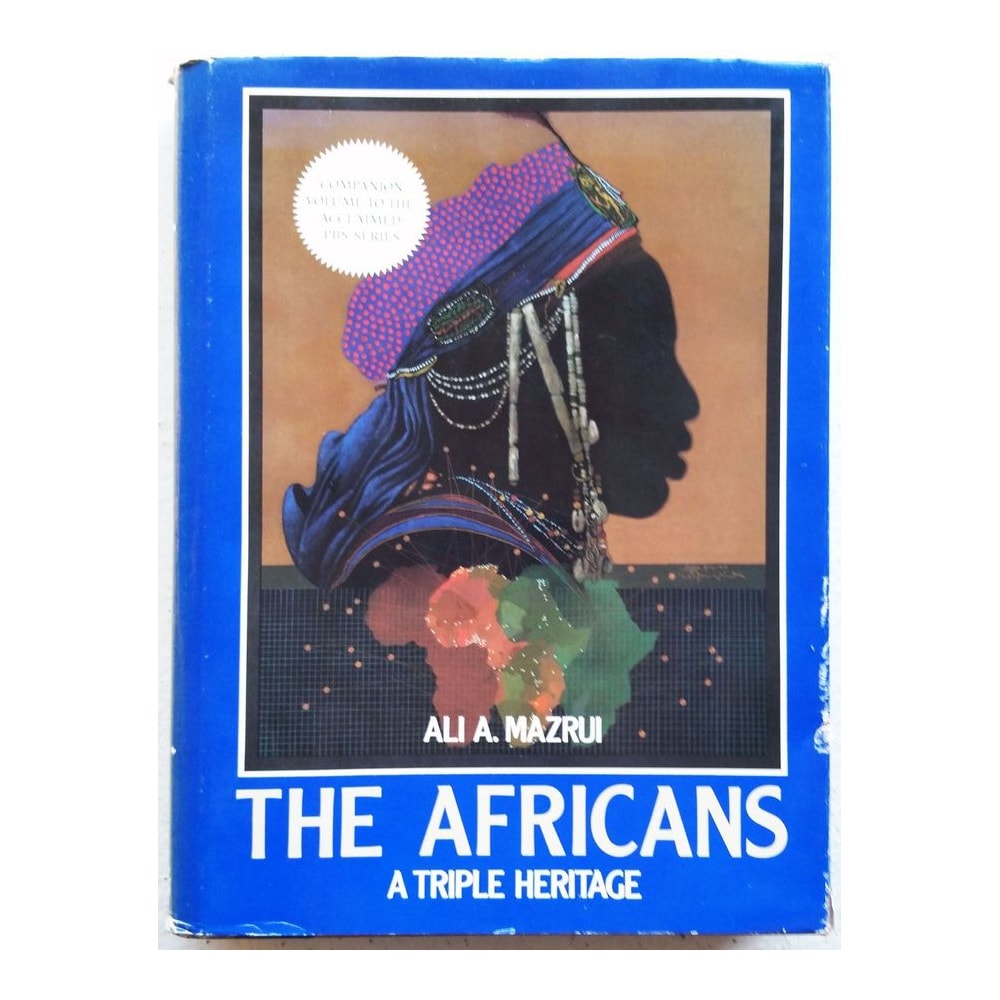 COMPANION
VOLUME TO THE
ACCLAIMED
PBS SERIES
ALI A. MAZRUI
THE AFRICANS
A TRIPLE HERITAGE